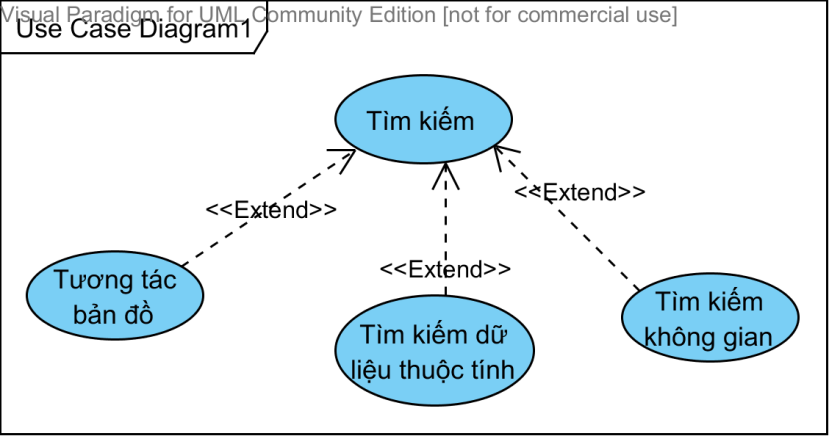 Visual Paradigm for UML Community Edition [not for commercial use]
Use Case Diagram1
Tìm kiếm
<<Extend>>
<<Extend>>
<<Extend>>
Tương tác
bản đồ
Tìm kiếm dữ
liệu thuộc tính
Tìm kiếm
không gian